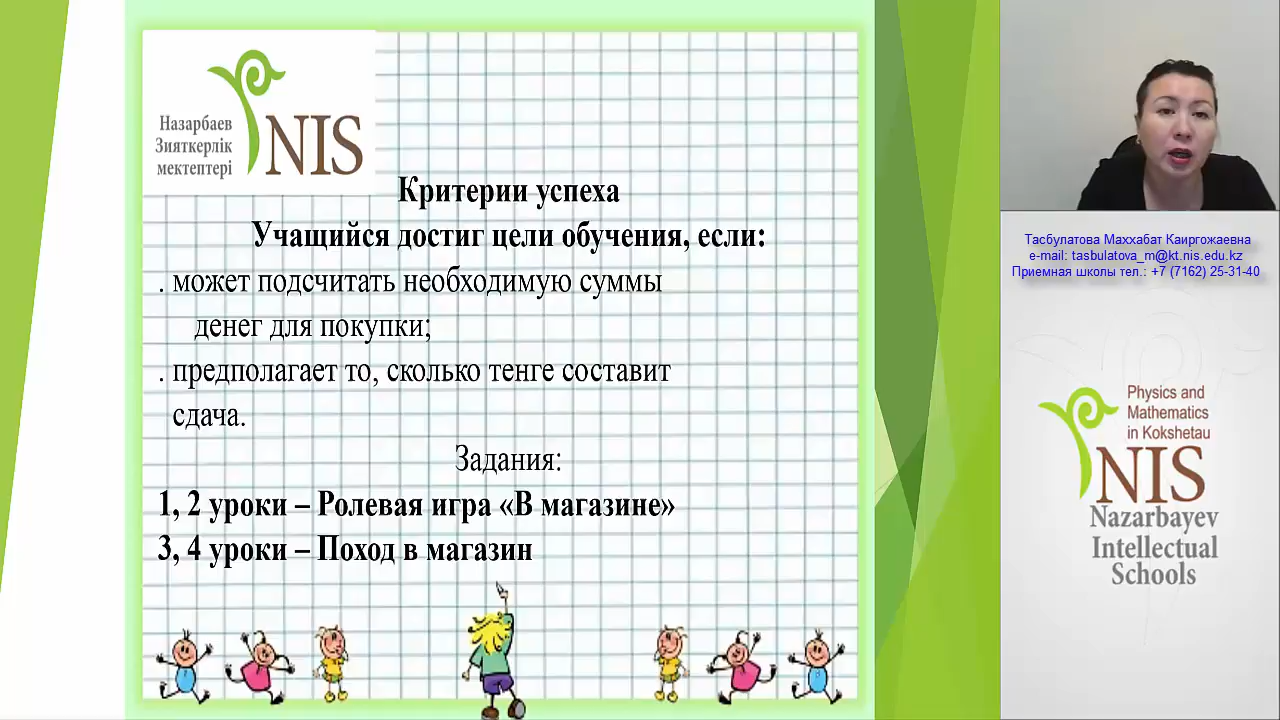 Назарбаев
Зияткерлік
мектептері
NIS
Критерии успеха
Учащийся достиг цели обучения, если:
. может подсчитать необходимую суммы
денег для покупки;
. предполагает то, сколько тенге составит
сдача.
Задания:
1, 2 уроки – Ролевая игра «В магазине»
3, 4 уроки – Поход в магазин
Тасбулатова Маххабат Каиргожаевна
e-mail: tasbulatova_m@kt.nis.edu.kz
Приемная школы тел.: +7 (7162) 25-31-40
Physics and
Mathematics
in Kokshetau
NIS
Nazarbayev
Intellectual
Schools